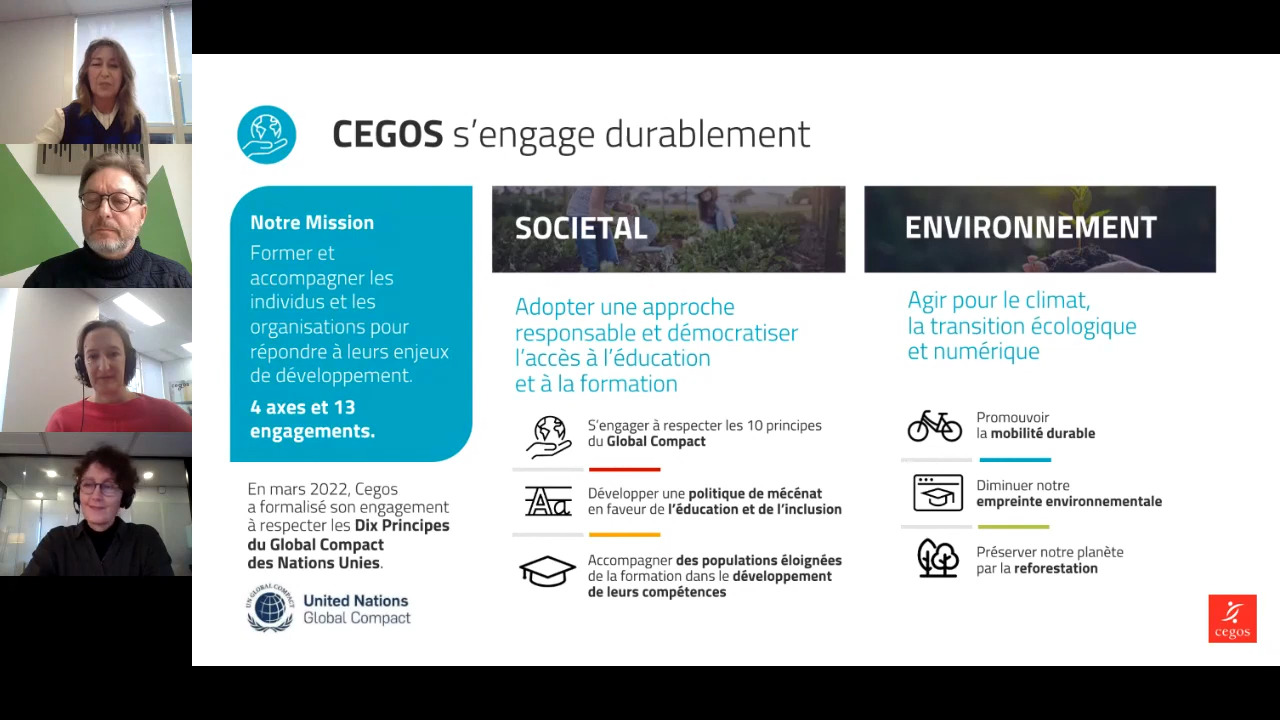 CEGOS s'engage durablement
Notre Mission
Former et
accompagner les
individus et les
organisations pour
répondre à leurs enjeux
de développement.
4 axes et 13
engagements.
En mars 2022, Cegos
a formalisé son engagement
à respecter les Dix Principes
du Global Compact
des Nations Unies.
UN GLOBAL COMPACT
United Nations
Global Compact
SOCIETAL
Adopter une approche
responsable et démocratiser
l'accès à l'éducation
et à la formation
S'engager à respecter les 10 principes
du Global Compact
Aa
Développer une politique de mécénat
en faveur de l'éducation et de l'inclusion
Accompagner des populations éloignées
de la formation dans le développement
de leurs compétences
ENVIRONNEMENT
Agir pour le climat,
la transition écologique
et numérique
Promouvoir
la mobilité durable
Diminuer notre
empreinte environnementale
Préserver notre planète
par la reforestation
cegos
cegos